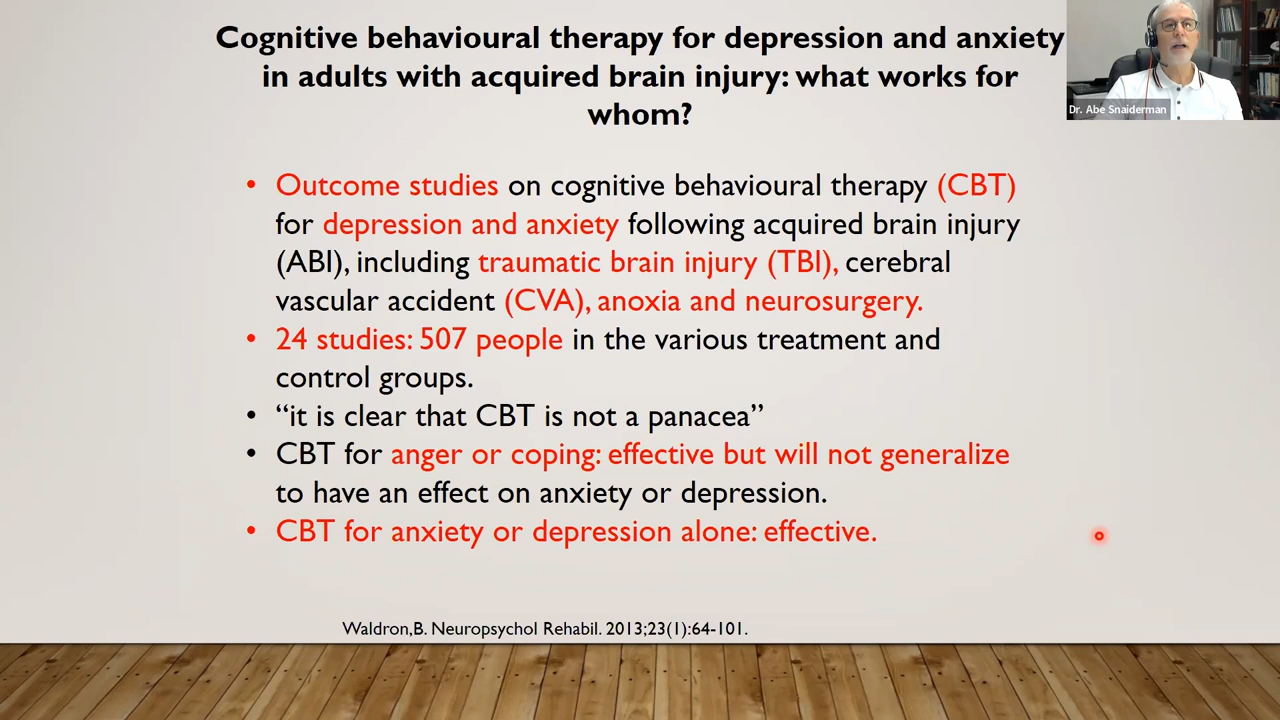 Cognitive behavioural therapy for depression and anxiety
in adults with acquired brain injury: what works for
whom?
Dr. Abe Snaiderman
• Outcome studies on cognitive behavioural therapy (CBT)
for depression and anxiety following acquired brain injury
(ABI), including traumatic brain injury (TBI), cerebral
vascular accident (CVA), anoxia and neurosurgery.
• 24 studies: 507 people in the various treatment and
control groups.
• “it is clear that CBT is not a panacea”
• CBT for anger or coping: effective but will not generalize
to have an effect on anxiety or depression.
• CBT for anxiety or depression alone: effective.
Waldron,B. Neuropsychol Rehabil. 2013;23(1):64-101.